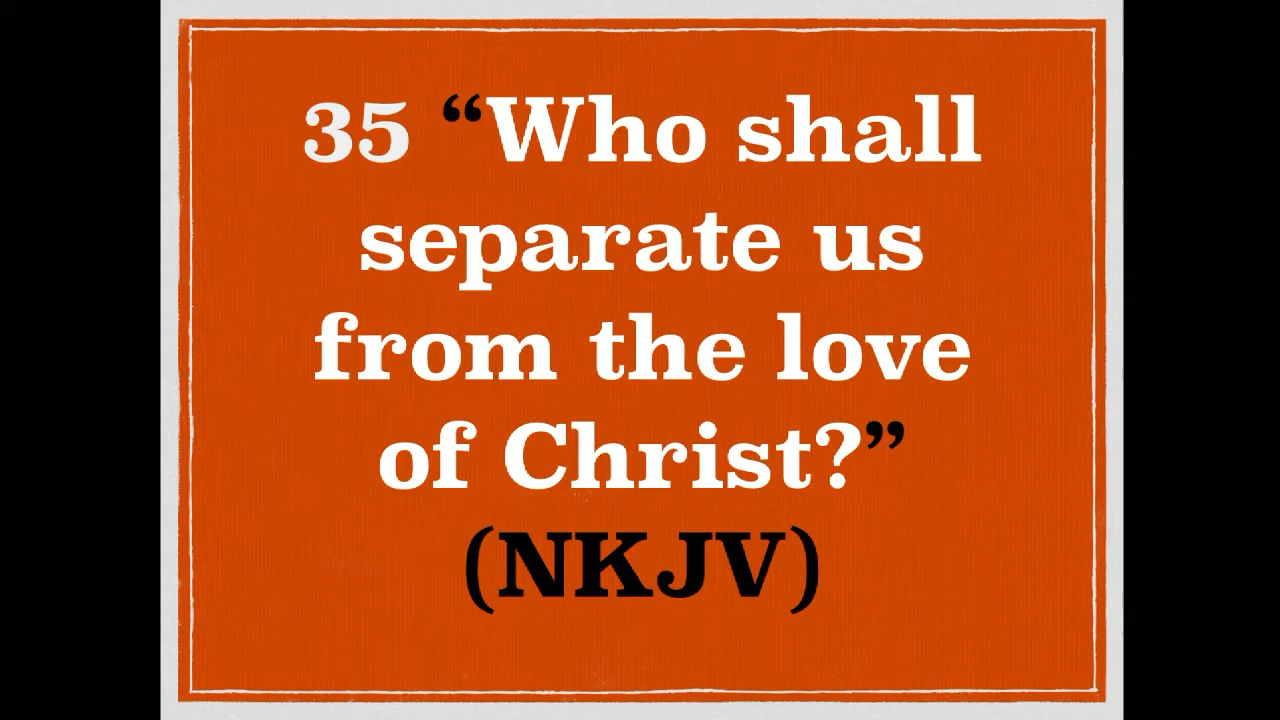 35 “Who shall
separate us
from the love
of Christ?”
(NKJV)